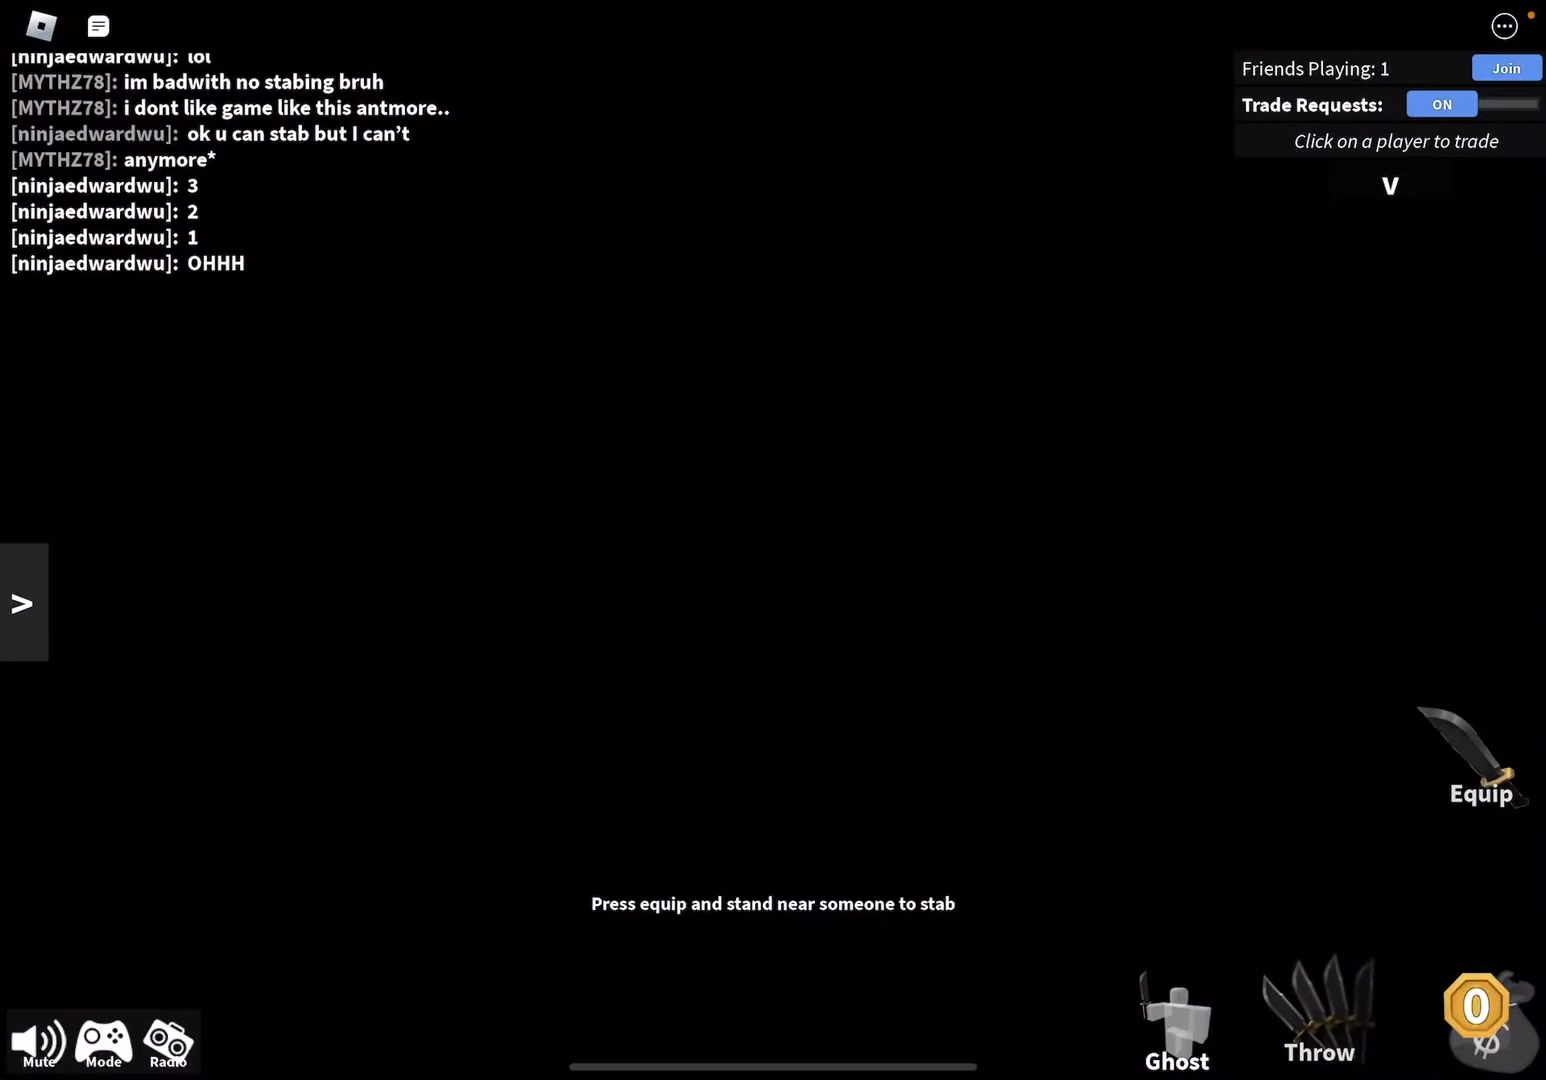 [ninjaedwardwu]: lol
[MYTHZ78]: im badwith no stabing bruh
[MYTHZ78]: i dont like game like this antmore..
[ninjaedwardwu]: ok u can stab but I can’t
[MYTHZ78]: anymore*
[ninjaedwardwu]: 3
[ninjaedwardwu]: 2
[ninjaedwardwu]: 1
[ninjaedwardwu]: OHHH
Friends Playing: 1 Join
Trade Requests: ON
Click on a player to trade
v
>
Equip
Press equip and stand near someone to stab
Mute Mode Radio
Ghost Throw 0